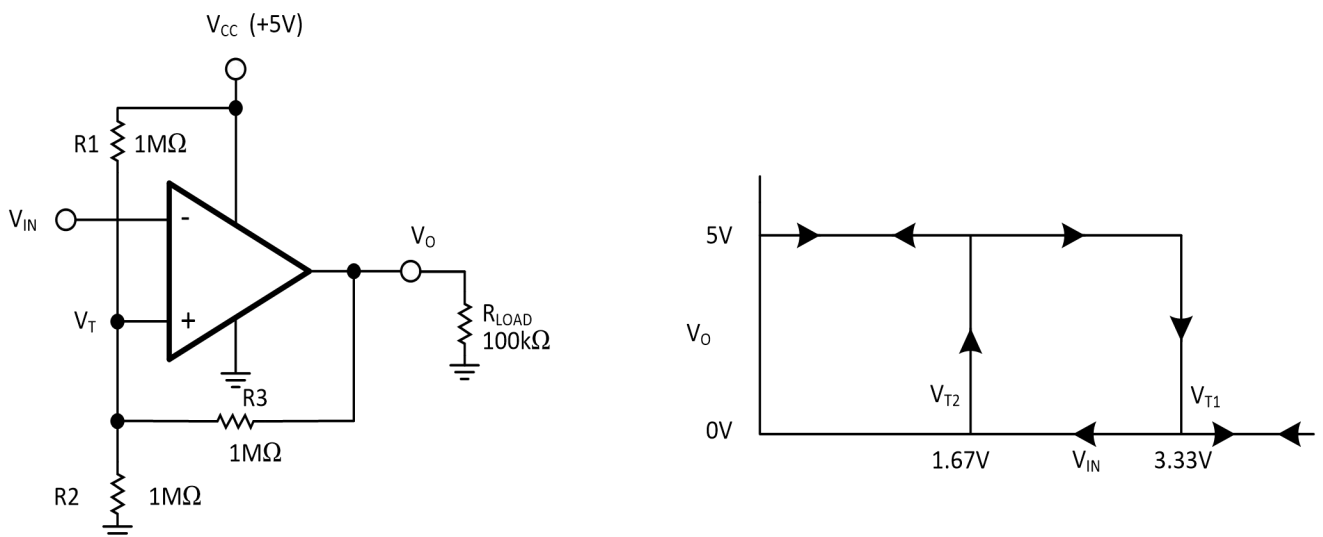 VCC (+5V)
R1 1MΩ
VIN
-
VO
VT
+
RLOAD
100kΩ
R3
1MΩ
R2 1MΩ
5V
VO
VT2
VT1
0V
1.67V
VIN
3.33V